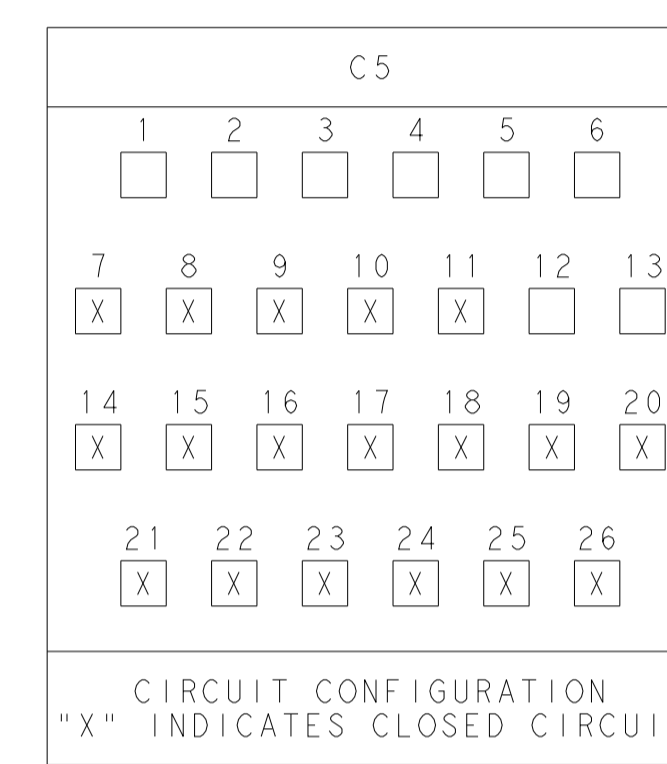 C5
1 2 3 4 5 6
7 8 9 10 11 12 13
X X X X X
14 15 16 17 18 19 20
X X X X X X X
21 22 23 24 25 26
X X X X X X
CIRCUIT CONFIGURATION
"X" INDICATES CLOSED CIRCUI